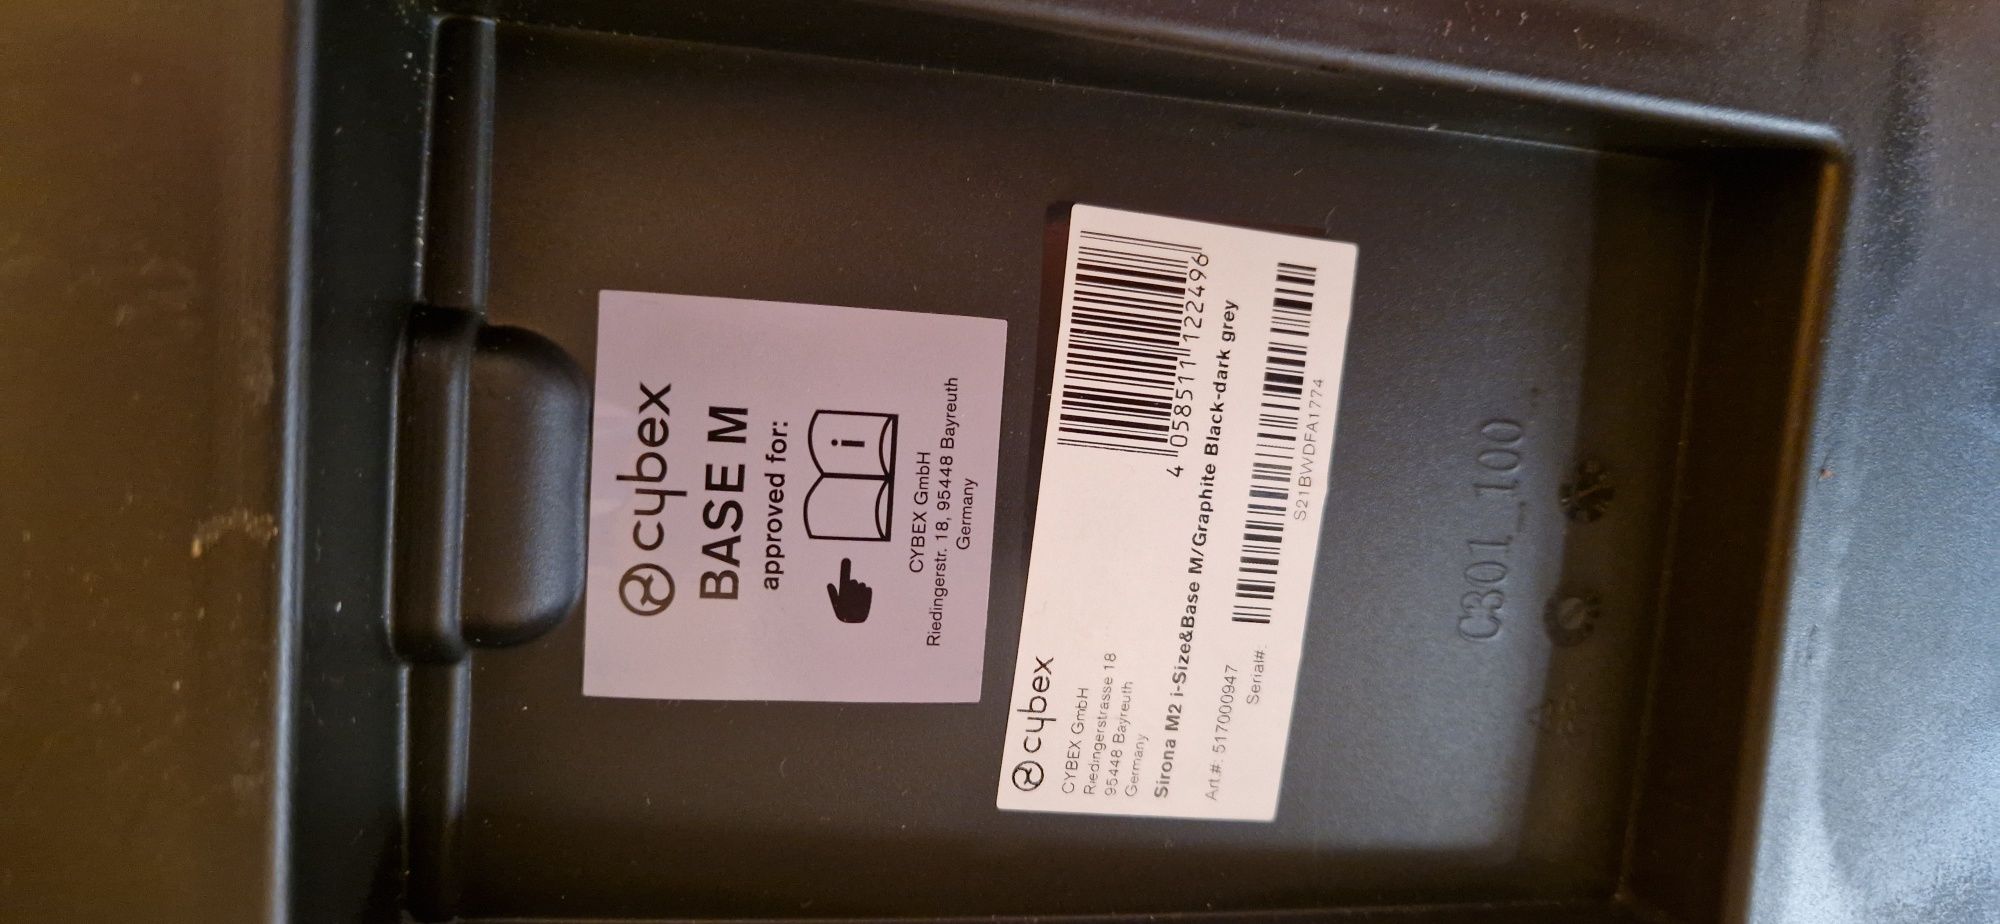 cybex
BASE M
approved for:
i
CYBEX GmbH
Riedingerstr. 18, 95448 Bayreuth
Germany
cybex
CYBEX GmbH
Riedingerstrasse 18
95448 Bayreuth
Germany
4 058511 122496
Sirona M2 i-Size&Base M/Graphite Black-dark grey
Art.#: 517000947
Serial#:
S21BWDFA1774
C301_100